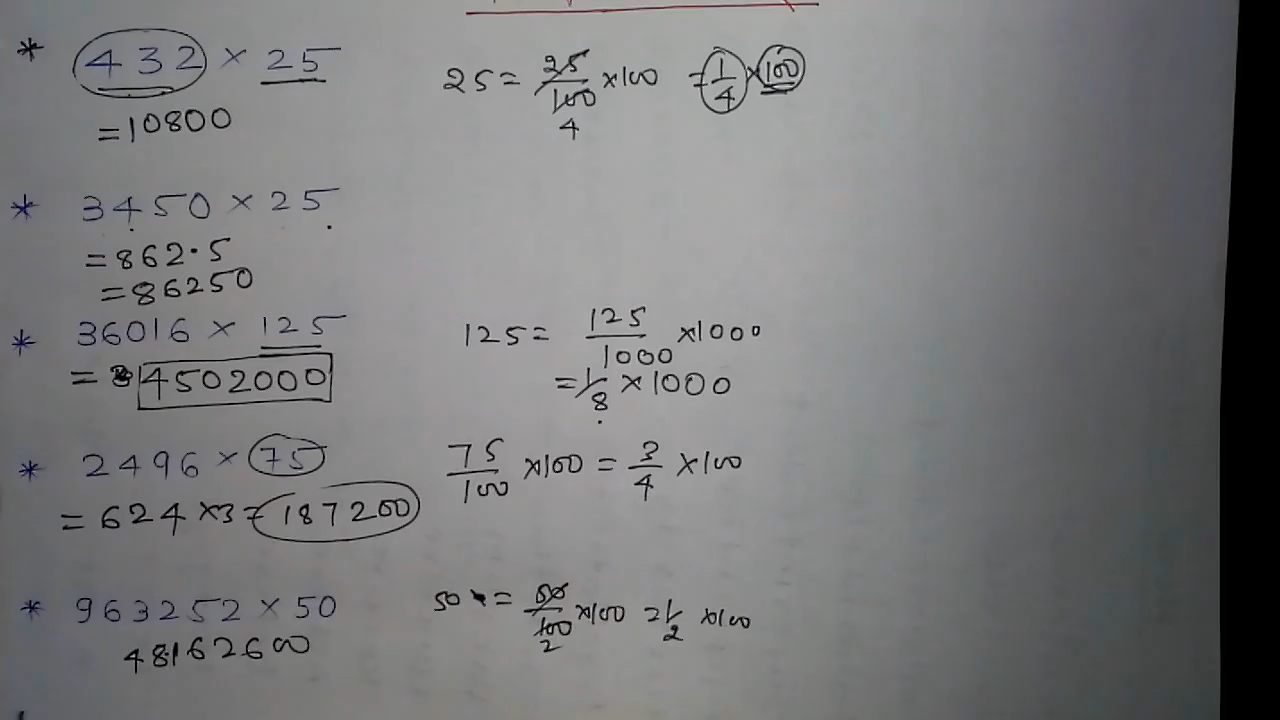 * 432 × 25 25 = 25/100 × 100 = 1/4 × 100
4
= 10800
* 3450 × 25
= 862.5
= 86250
* 36016 × 125 125 = 125/1000 × 1000
= 4502000 = 1/8 × 1000
* 2496 × 75 75/100 × 100 = 3/4 × 100
= 624 × 3 = 187200
* 963252 × 50 50 = 50/100 × 100 = 1/2 × 100
2
48162600